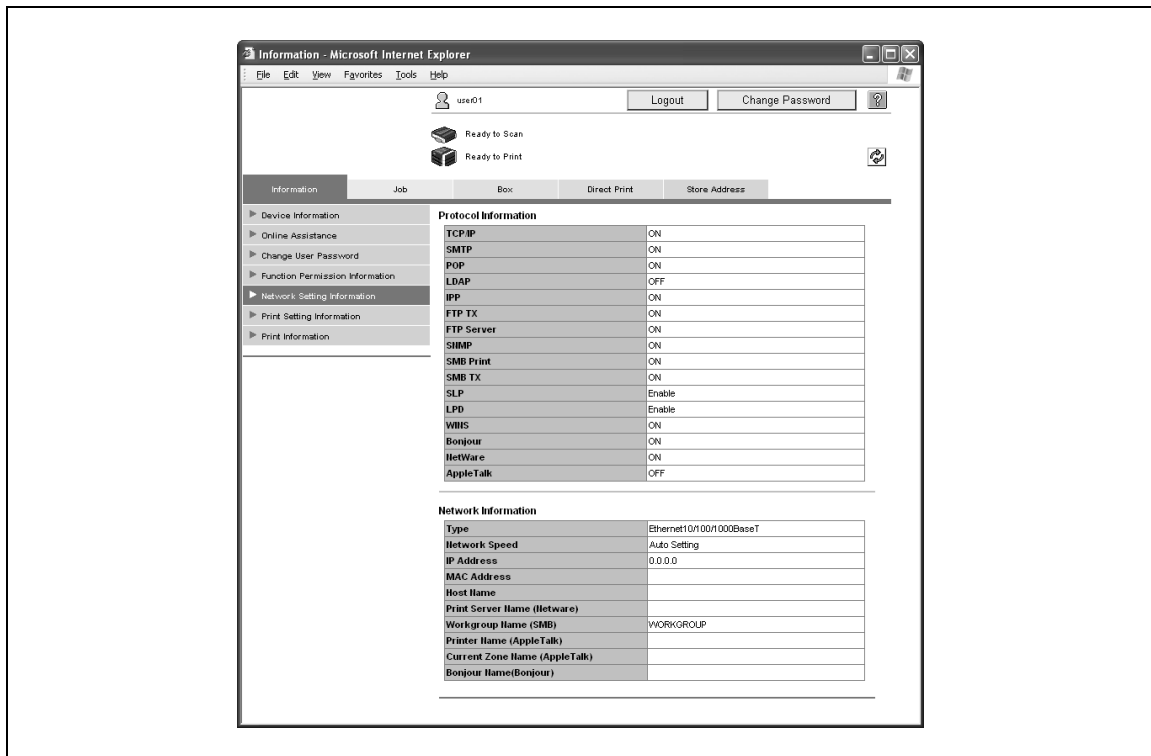 Information - Microsoft Internet Explorer
File Edit View Favorites Tools Help
user01 Logout Change Password ?
Ready to Scan
Ready to Print
Information Job Box Direct Print Store Address
Device Information
Online Assistance
Change User Password
Function Permission Information
Network Setting Information
Print Setting Information
Print Information
Protocol Information
TCP/IP ON
SMTP ON
POP ON
LDAP OFF
IPP ON
FTP TX ON
FTP Server ON
SNMP ON
SMB Print ON
SMB TX ON
SLP Enable
LPD Enable
WINS ON
Bonjour ON
NetWare ON
AppleTalk OFF
Network Information
Type Ethernet10/100/1000BaseT
Network Speed Auto Setting
IP Address 0.0.0.0
MAC Address
Host Name
Print Server Name (Netware)
Workgroup Name (SMB) WORKGROUP
Printer Name (AppleTalk)
Current Zone Name (AppleTalk)
Bonjour Name(Bonjour)